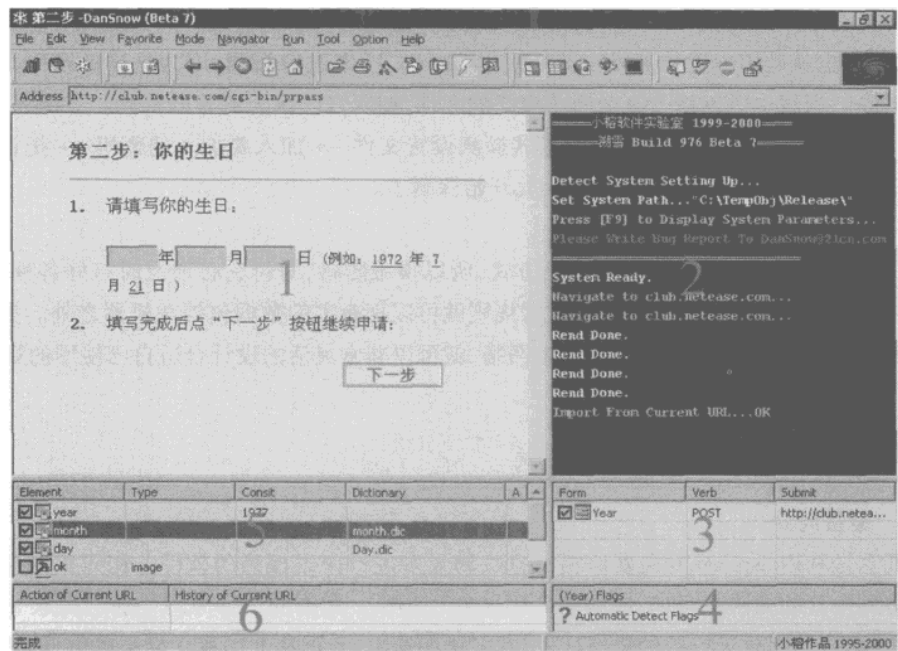 第二步 -DanSnow (Beta 7)
File Edit View Favorite Mode Navigator Run Tool Option Help
Address http://club.netease.com/cgi-bin/prpass
第二步：你的生日
1. 请填写你的生日：
年 月 日 （例如：1972 年 7
月 21 日 ）
1
2. 填写完成后点“下一步”按钮继续申请：
下一步
小榕软件实验室 1999-2000
溯雪 Build 976 Beta 7
Detect System Setting Up...
Set System Path..."C:\TempObj\Release\"
Press [F9] to Display System Parameters...
Please Write Bug Report To DanSnow@21cn.com
System Ready.
2
Navigate to club.netease.com...
Navigate to club.netease.com...
Rend Done.
Rend Done.
Rend Done.
Rend Done.
Import From Current URL...OK
Element Type Consit Dictionary A
year 1977
month month.dic
day Day.dic
ok image
5
Form Verb Submit
Year POST http://club.netea...
3
Action of Current URL History of Current URL
6
(Year) Flags
? Automatic Detect Flags
4
完成
小榕作品 1995-2000